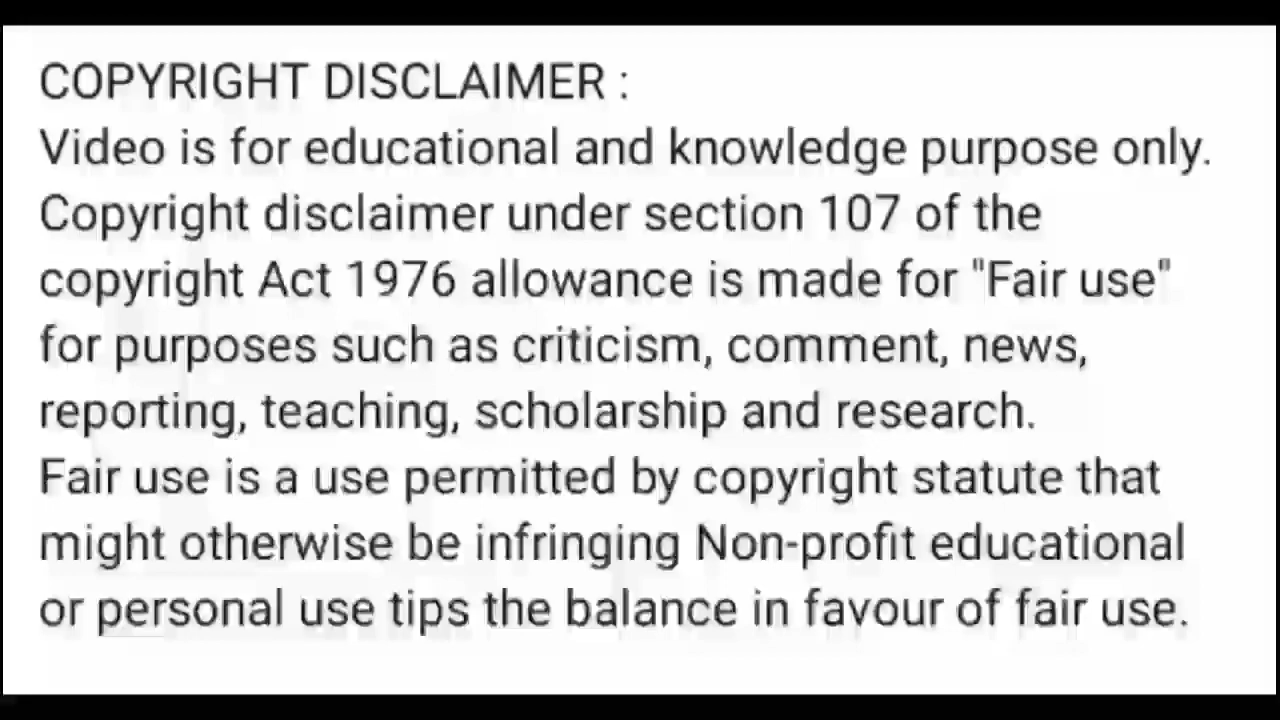 COPYRIGHT DISCLAIMER :
Video is for educational and knowledge purpose only.
Copyright disclaimer under section 107 of the
copyright Act 1976 allowance is made for "Fair use"
for purposes such as criticism, comment, news,
reporting, teaching, scholarship and research.
Fair use is a use permitted by copyright statute that
might otherwise be infringing Non-profit educational
or personal use tips the balance in favour of fair use.